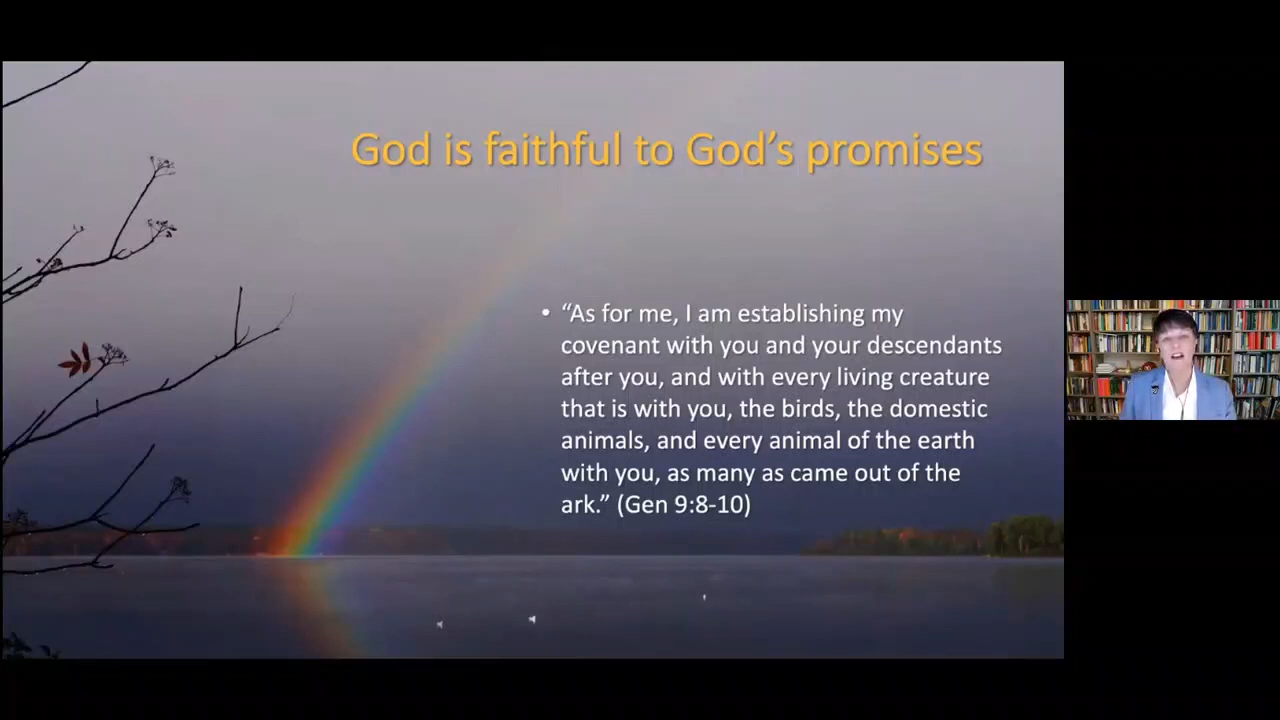 God is faithful to God’s promises
• “As for me, I am establishing my
covenant with you and your descendants
after you, and with every living creature
that is with you, the birds, the domestic
animals, and every animal of the earth
with you, as many as came out of the
ark.” (Gen 9:8-10)